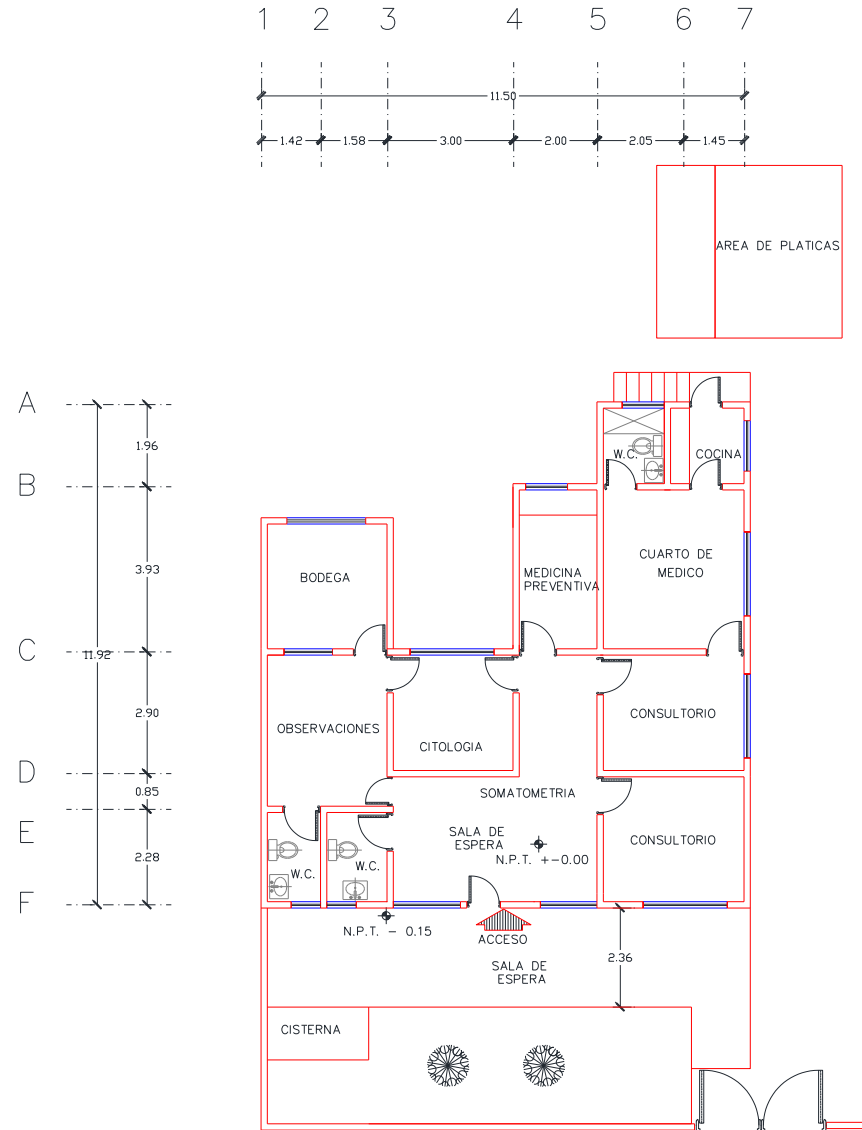 1 2 3 4 5 6 7
11.50
1.42 1.58 3.00 2.00 2.05 1.45
AREA DE PLATICAS
A
1.96
W.C.
COCINA
B
3.93
BODEGA
MEDICINA
PREVENTIVA
CUARTO DE
MEDICO
C
11.92
2.90
OBSERVACIONES
CITOLOGIA
CONSULTORIO
D
0.85
SOMATOMETRIA
E
SALA DE
ESPERA
N.P.T. +-0.00
CONSULTORIO
2.28
W.C.
W.C.
F
N.P.T. - 0.15
ACCESO
SALA DE
ESPERA
2.36
CISTERNA